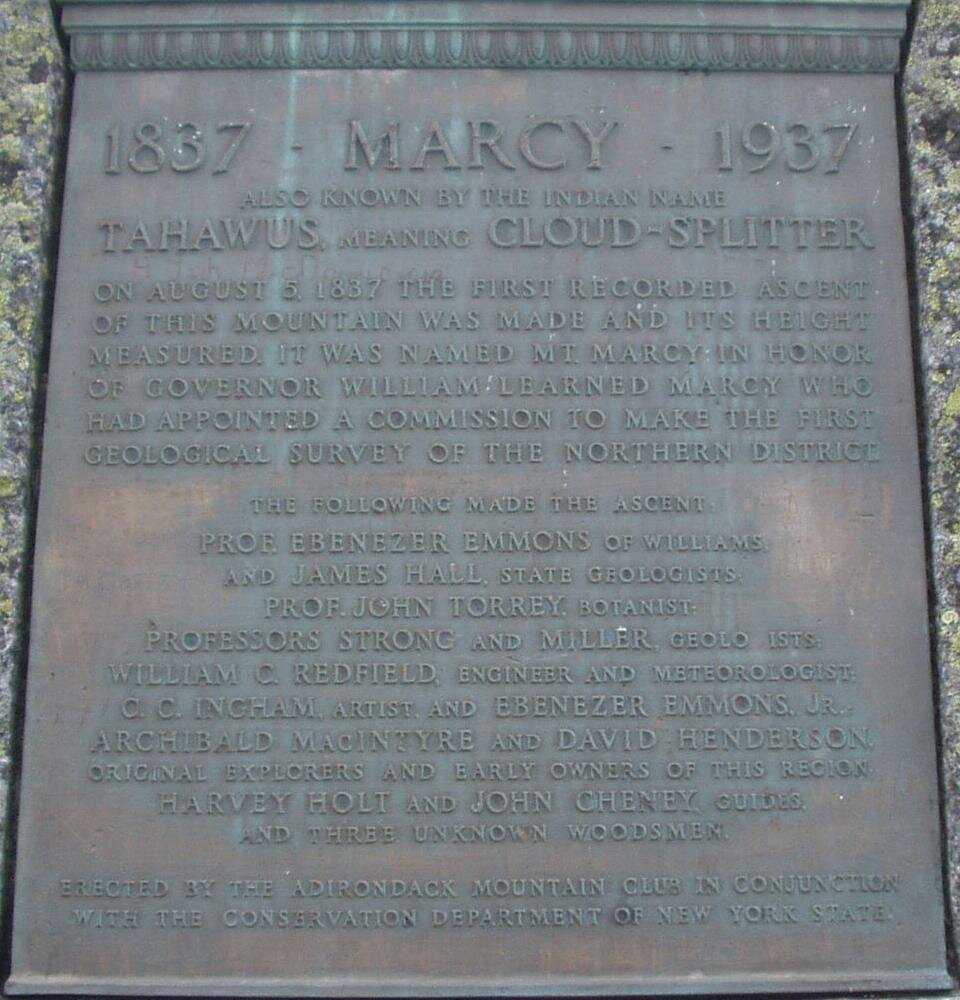 1837 · MARCY · 1937
ALSO KNOWN BY THE INDIAN NAME
TAHAWUS, MEANING CLOUD-SPLITTER
ON AUGUST 5, 1837 THE FIRST RECORDED ASCENT
OF THIS MOUNTAIN WAS MADE AND ITS HEIGHT
MEASURED. IT WAS NAMED MT. MARCY IN HONOR
OF GOVERNOR WILLIAM LEARNED MARCY WHO
HAD APPOINTED A COMMISSION TO MAKE THE FIRST
GEOLOGICAL SURVEY OF THE NORTHERN DISTRICT.
THE FOLLOWING MADE THE ASCENT:
PROF. EBENEZER EMMONS OF WILLIAMS,
AND JAMES HALL, STATE GEOLOGISTS;
PROF. JOHN TORREY, BOTANIST;
PROFESSORS STRONG AND MILLER, GEOLO ISTS;
WILLIAM C. REDFIELD, ENGINEER AND METEOROLOGIST;
C. C. INGHAM, ARTIST, AND EBENEZER EMMONS, JR.;
ARCHIBALD MACINTYRE AND DAVID HENDERSON,
ORIGINAL EXPLORERS AND EARLY OWNERS OF THIS REGION
HARVEY HOLT AND JOHN CHENEY, GUIDES,
AND THREE UNKNOWN WOODSMEN.
ERECTED BY THE ADIRONDACK MOUNTAIN CLUB IN CONJUNCTION
WITH THE CONSERVATION DEPARTMENT OF NEW YORK STATE.